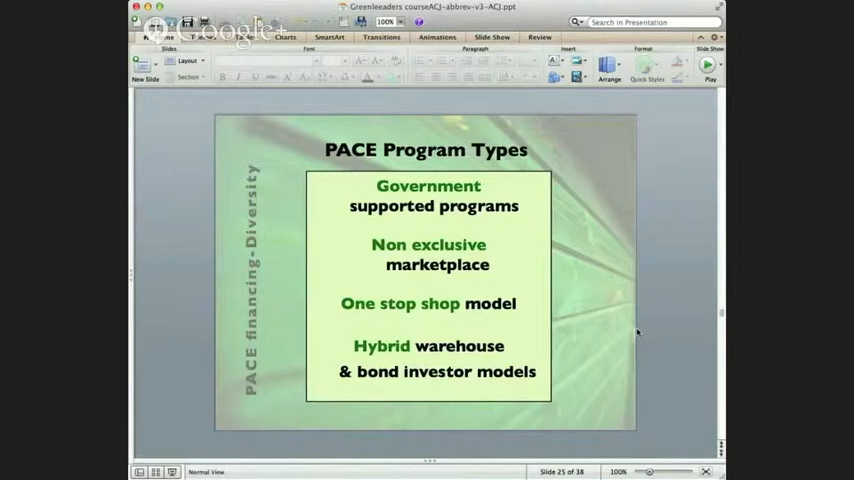 Greenleeaders courseACJ-abbrev-v3-ACJ.ppt
100%
Search in Presentation
Google+
Charts
SmartArt
Transitions
Animations
Slide Show
Review
Slides
Font
Paragraph
Insert
Format
Slide Show
New Slide
Layout
Section
Arrange
Quick Styles
Play
PACE financing-Diversity
PACE Program Types
Government
supported programs
Non exclusive
marketplace
One stop shop model
Hybrid warehouse
& bond investor models
Normal View
Slide 25 of 38
100%